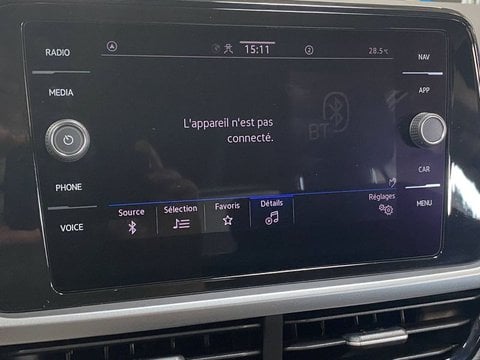 RADIO
MEDIA
PHONE
VOICE
15:11
2
28.5°C
L'appareil n'est pas
connecté.
BT
Source
Sélection
Favoris
Détails
Réglages
NAV
APP
CAR
MENU